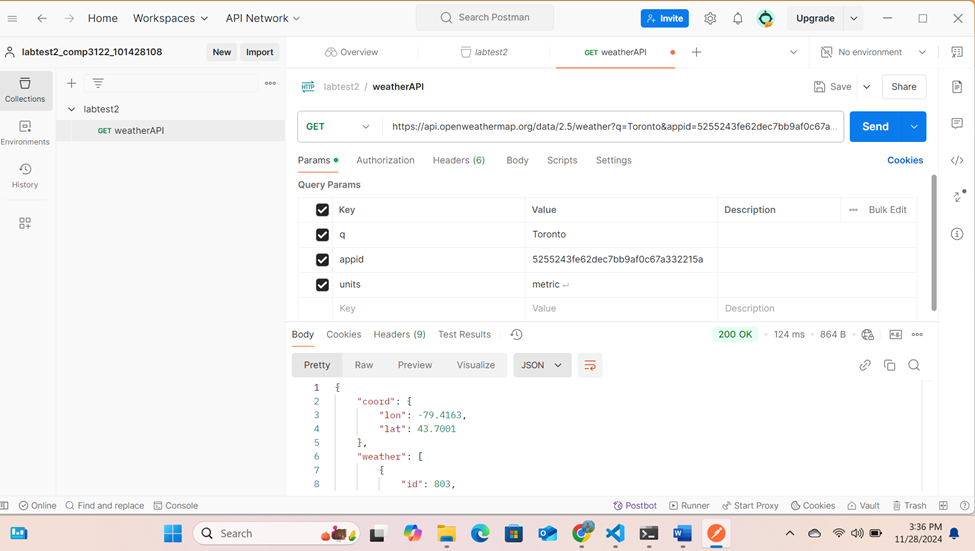 Home Workspaces API Network Search Postman Invite Upgrade
labtest2_comp3122_101428108 New Import Overview labtest2 GET weatherAPI No environment
Collections labtest2 HTTP labtest2 / weatherAPI Save Share
GET weatherAPI GET https://api.openweathermap.org/data/2.5/weather?q=Toronto&appid=5255243fe62dec7bb9af0c67a... Send
Environments
History
Params Authorization Headers (6) Body Scripts Settings Cookies
Query Params
Key Value Description Bulk Edit
q Toronto
appid 5255243fe62dec7bb9af0c67a332215a
units metric
Key Value Description
Body Cookies Headers (9) Test Results 200 OK 124 ms 864 B
Pretty Raw Preview Visualize JSON
1 {
2 "coord": {
3 "lon": -79.4163,
4 "lat": 43.7001
5 },
6 "weather": [
7 {
8 "id": 803,
Online Find and replace Console Postbot Runner Start Proxy Cookies Vault Trash
Search 3:36 PM
11/28/2024